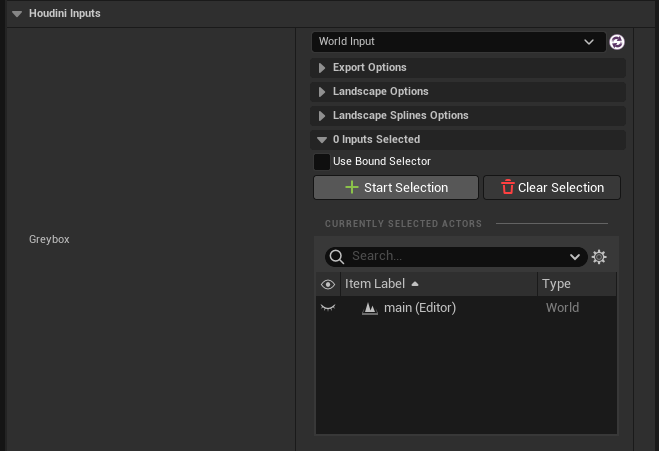 Houdini Inputs
World Input
Export Options
Landscape Options
Landscape Splines Options
0 Inputs Selected
Use Bound Selector
Start Selection
Clear Selection
CURRENTLY SELECTED ACTORS
Greybox
Search...
Item Label
Type
main (Editor)
World